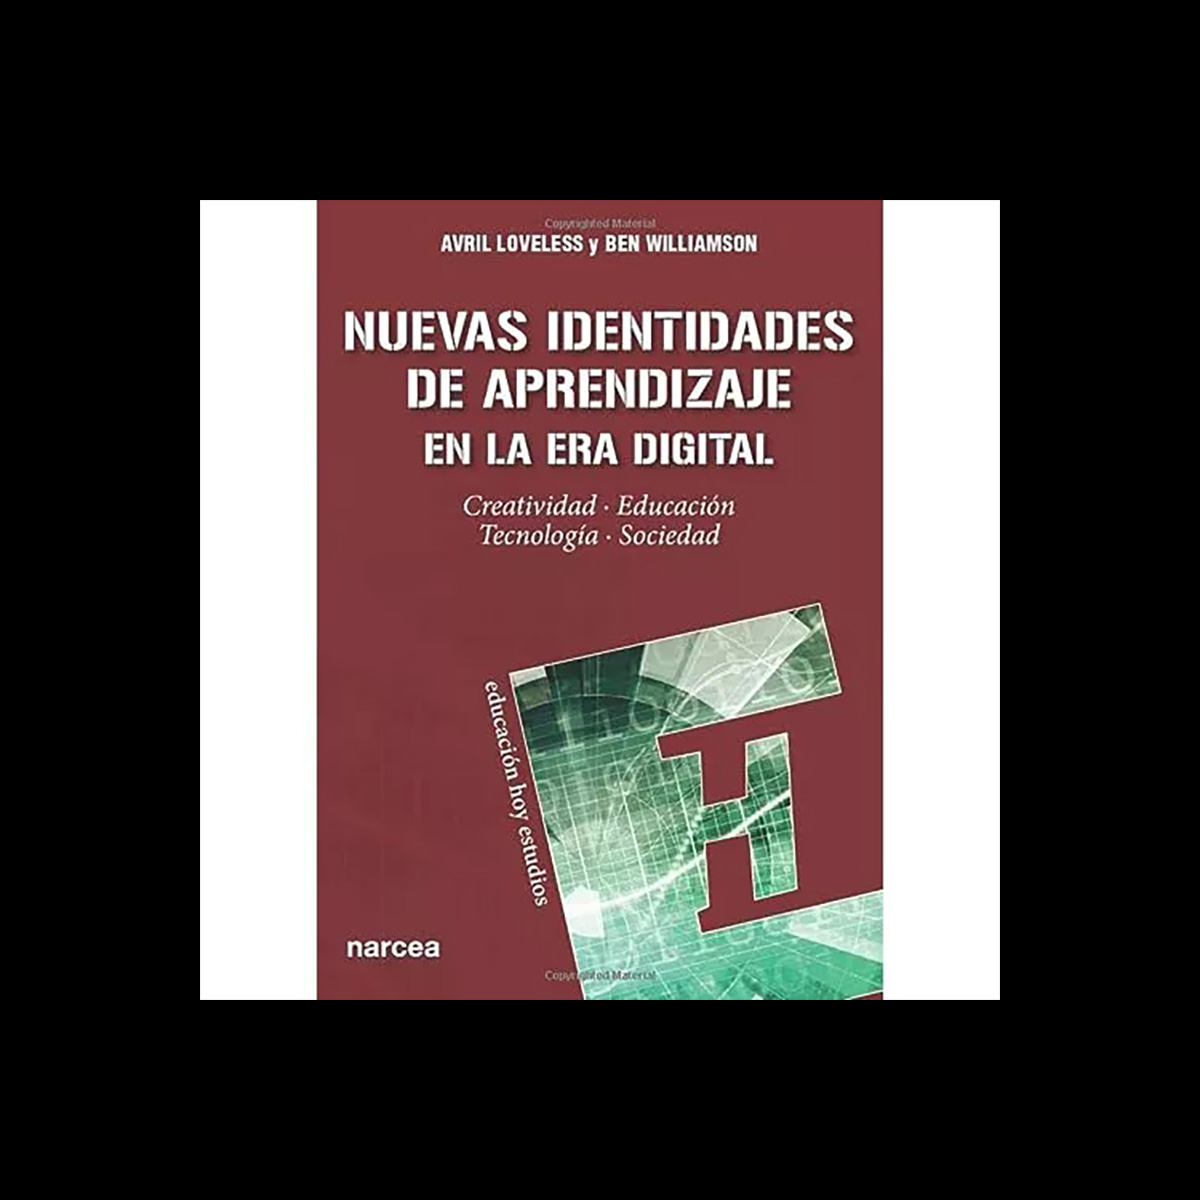 Copyrighted Material
AVRIL LOVELESS y BEN WILLIAMSON
NUEVAS IDENTIDADES
DE APRENDIZAJE
EN LA ERA DIGITAL
Creatividad · Educación
Tecnología · Sociedad
educación hoy estudios
narcea
Copyrighted Material